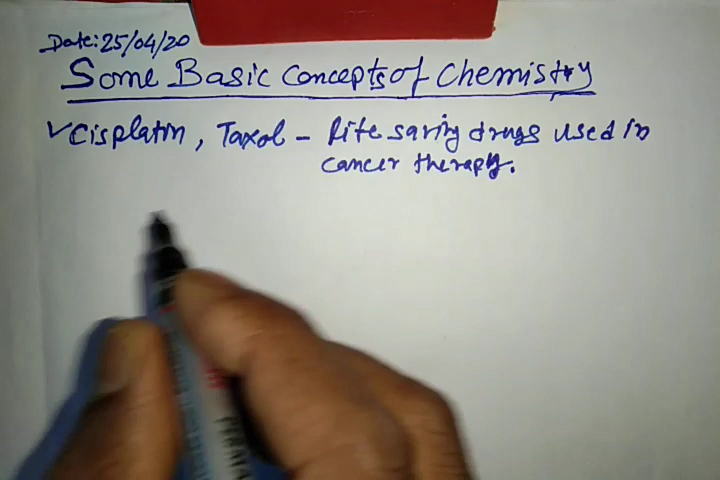 Date: 25/04/20
Some Basic Concepts of Chemistry
✓ Cisplatin, Taxol - life saving drugs used in
cancer therapy.